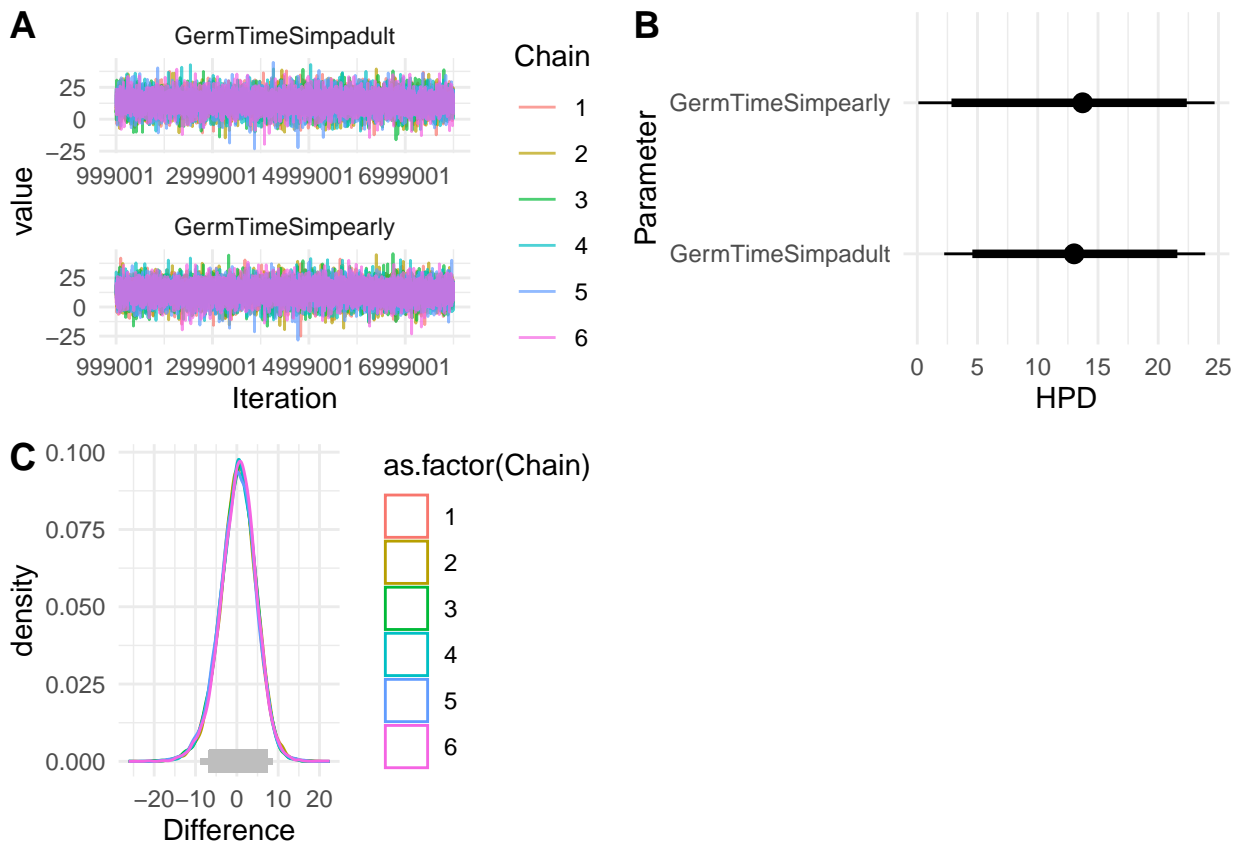 A
GermTimeSimpadult
25
0
−25
999001 2999001 4999001 6999001
GermTimeSimpearly
25
0
−25
999001 2999001 4999001 6999001
value
Iteration
Chain
1
2
3
4
5
6
B
Parameter
GermTimeSimpearly
GermTimeSimpadult
0 5 10 15 20 25
HPD
C
density
0.100
0.075
0.050
0.025
0.000
−20 −10 0 10 20
Difference
as.factor(Chain)
1
2
3
4
5
6